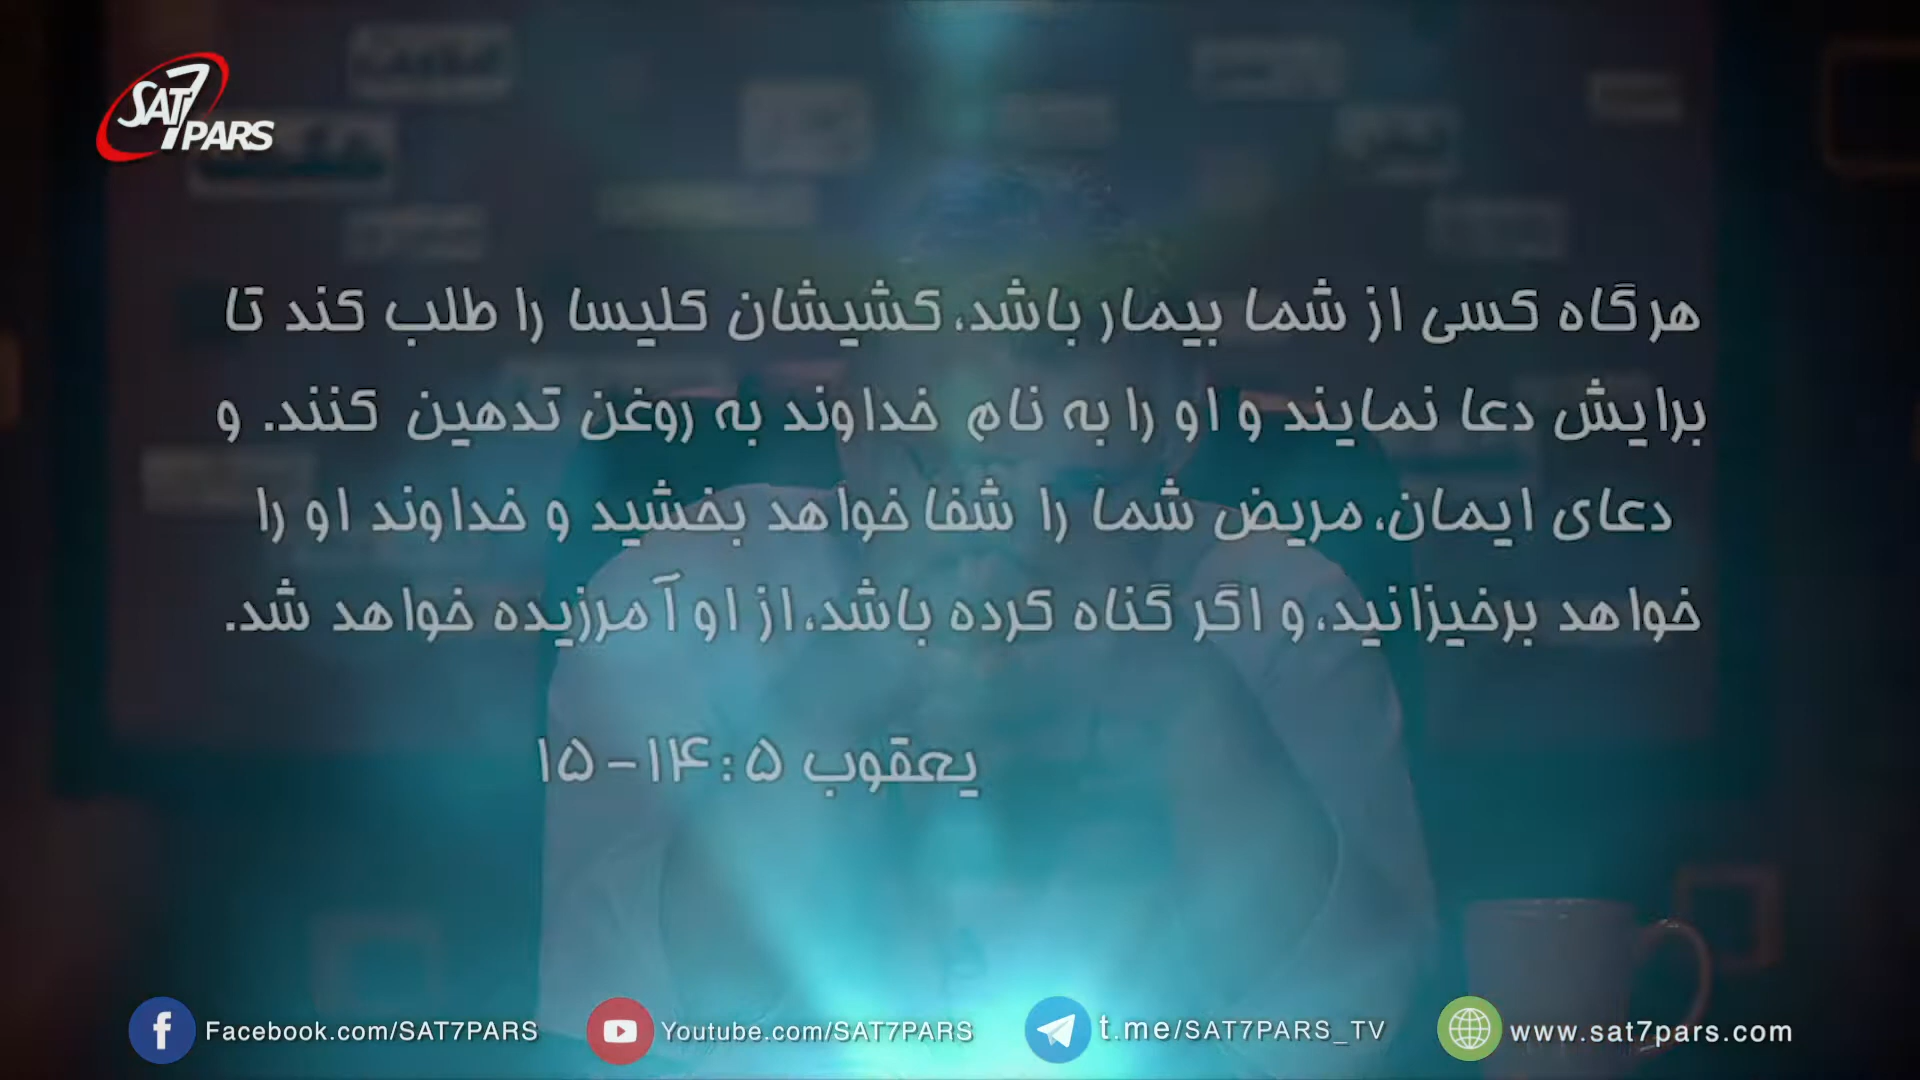 SAT7
PARS
هرگاه کسی از شما بیمار باشد، کشیشان کلیسا را طلب کند تا
برایش دعا نمایند و او را به نام خداوند به روغن تدهین کنند. و
دعای ایمان، مریض شما را شفا خواهد بخشید و خداوند او را
خواهد برخیزانید، و اگر گناه کرده باشد، از او آمرزیده خواهد شد.
یعقوب ۵:۱۴-۱۵
Facebook.com/SAT7PARS
Youtube.com/SAT7PARS
t.me/SAT7PARS_TV
www.sat7pars.com